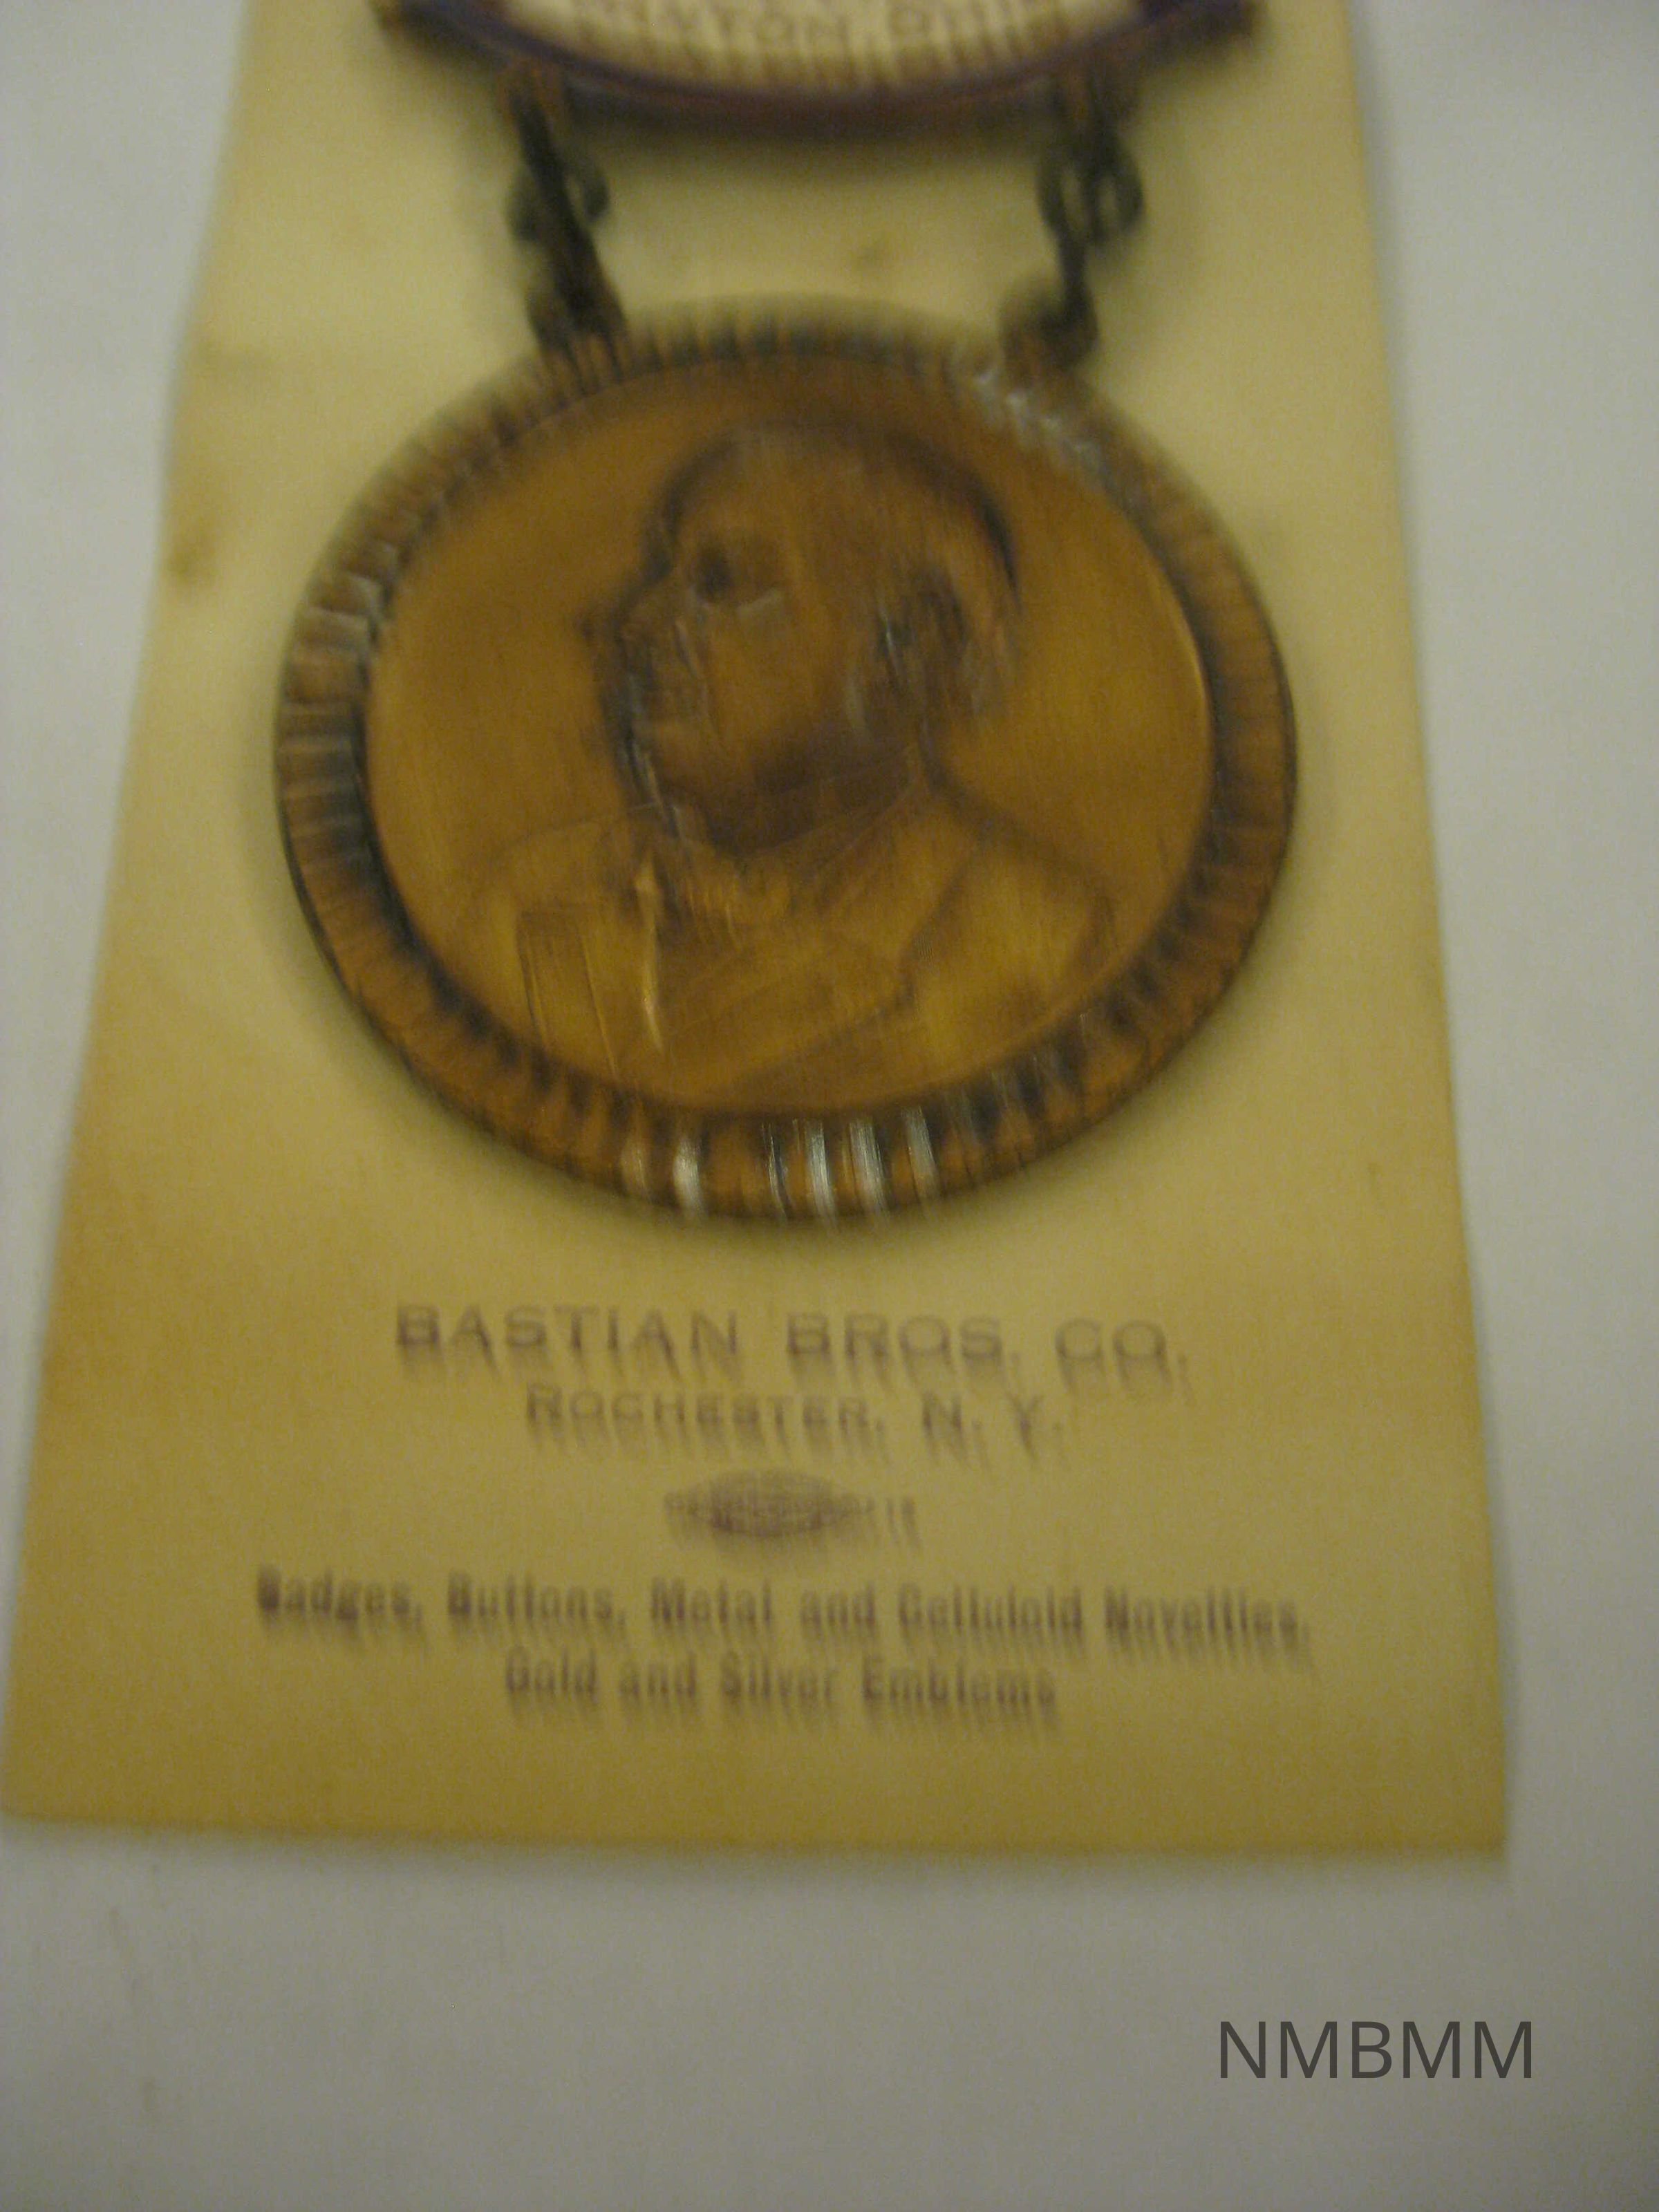 BASTIAN BROS. CO.
ROCHESTER, N. Y.
Badges, Buttons, Metal and Celluloid Novelties,
Gold and Silver Emblems
NMBMM